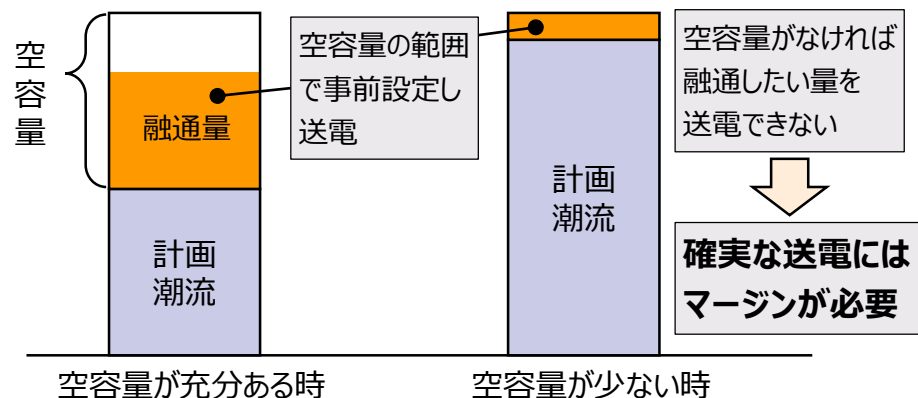 空容量
融通量
計画
潮流
空容量の範囲
で事前設定し
送電
計画
潮流
空容量がなければ
融通したい量を
送電できない
確実な送電には
マージンが必要
空容量が充分ある時
空容量が少ない時